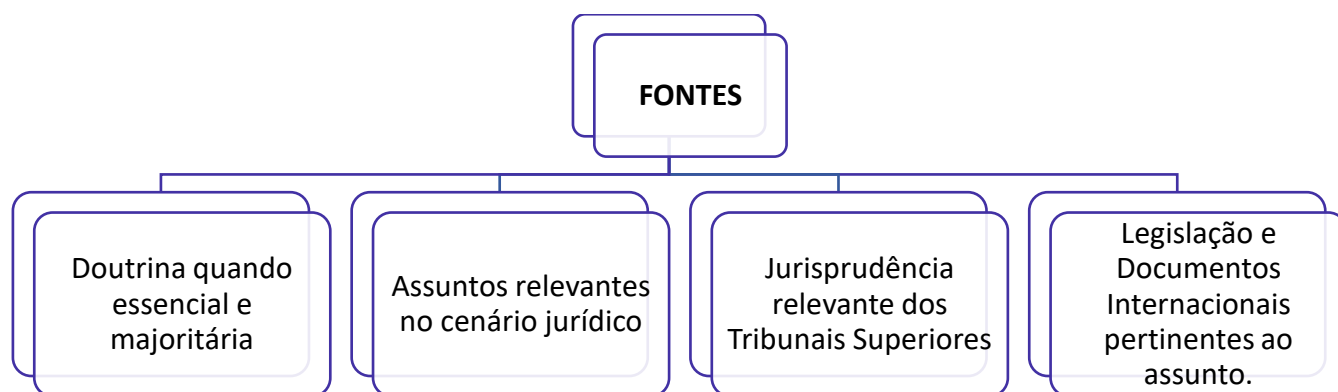 FONTES
Doutrina quando
essencial e
majoritária
Assuntos relevantes
no cenário jurídico
Jurisprudência
relevante dos
Tribunais Superiores
Legislação e
Documentos
Internacionais
pertinentes ao
assunto.